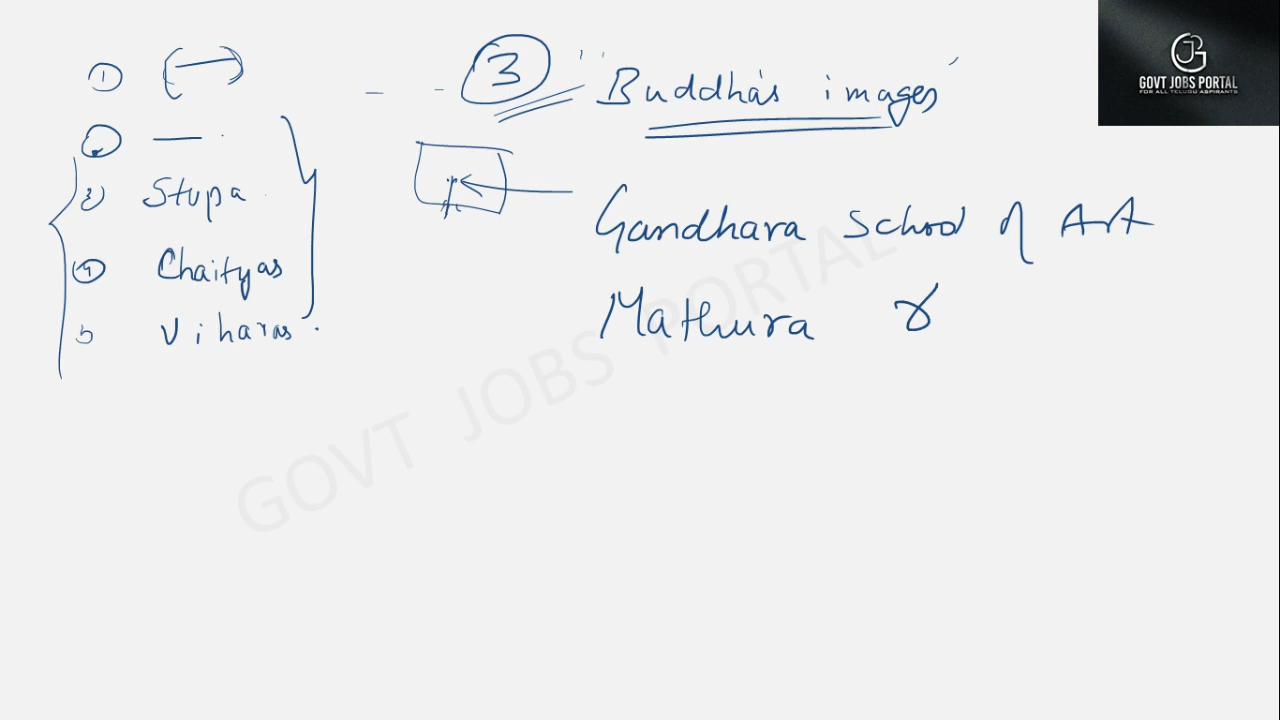 ① ( — )
② —
3) Stupa
④ Chaityas
5 Viharas.
③ "Buddha's images"
Gandhara School of Art
Mathura
GOVT JOBS PORTAL
GOVT JOBS PORTAL
FOR ALL TELUGU ASPIRANTS